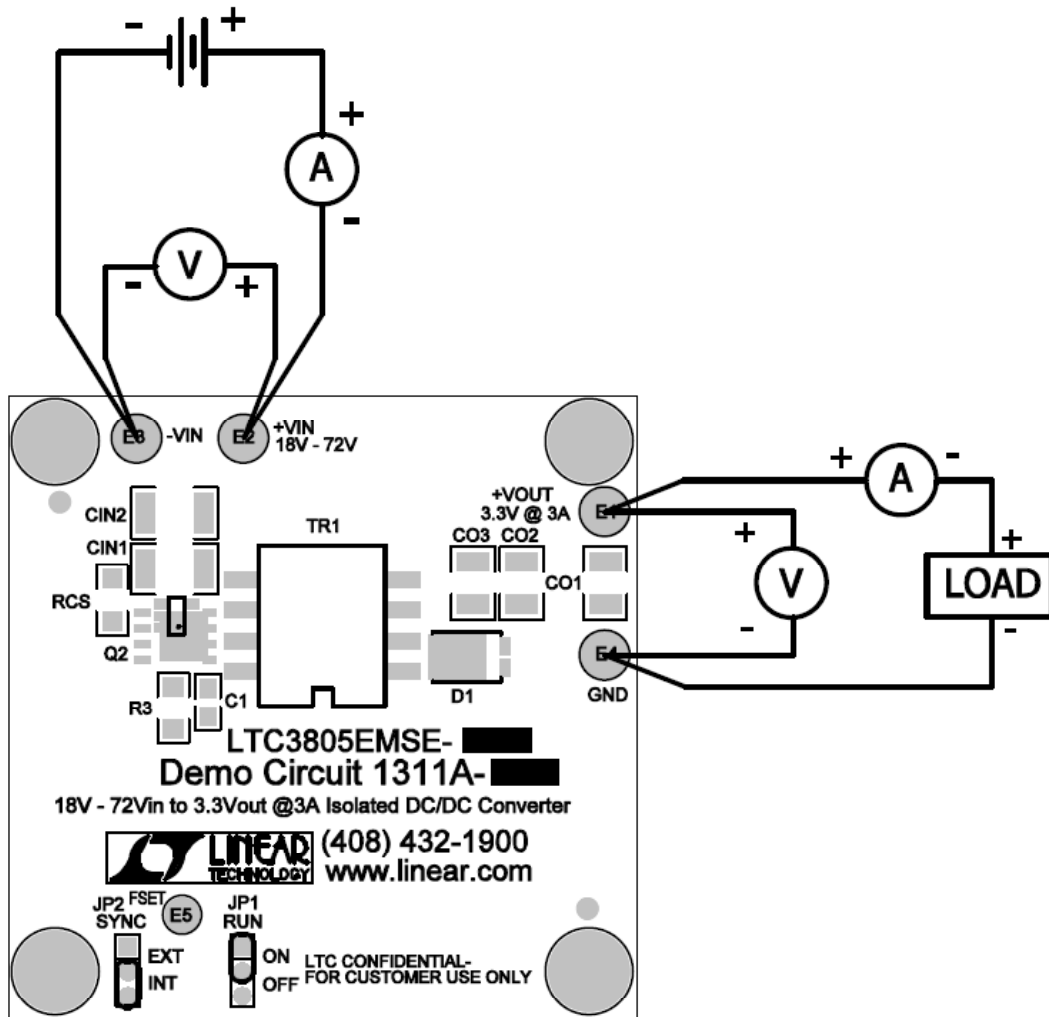 - +
+
A
-
V
- +
E3 -VIN E2 +VIN
18V - 72V
+ A -
+VOUT E1
3.3V @ 3A
CIN2
TR1
CO3 CO2
+
+
CIN1
CO1
V
LOAD
RCS
-
-
Q2
E4
D1
GND
R3
C1
LTC3805EMSE-
Demo Circuit 1311A-
18V - 72Vin to 3.3Vout @3A Isolated DC/DC Converter
LINEAR
TECHNOLOGY
(408) 432-1900
www.linear.com
JP2 FSET E5 JP1
SYNC RUN
EXT ON
INT OFF
LTC CONFIDENTIAL-
FOR CUSTOMER USE ONLY